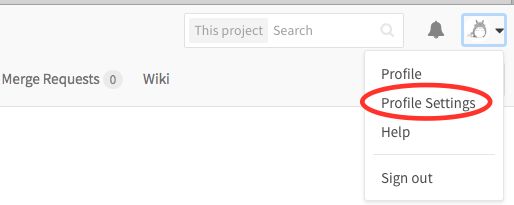 This project Search
Merge Requests 0 Wiki
Profile
Profile Settings
Help
Sign out